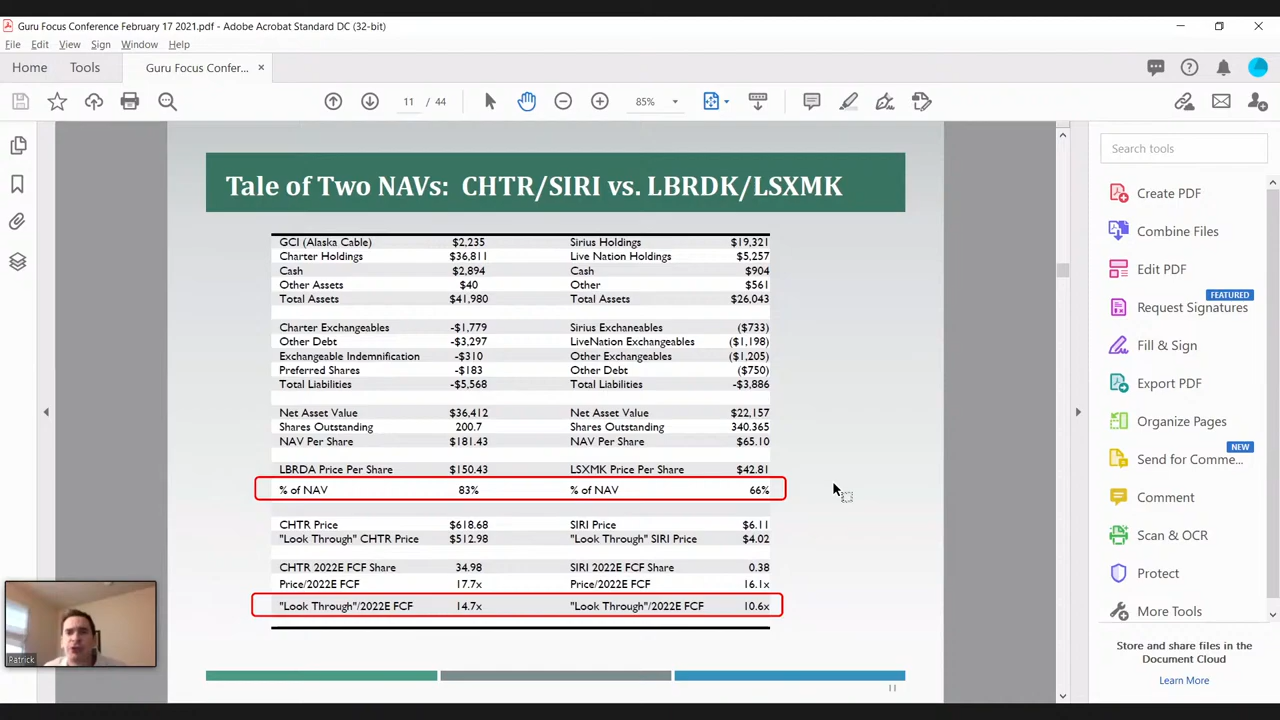 Guru Focus Conference February 17 2021.pdf - Adobe Acrobat Standard DC (32-bit)
File Edit View Sign Window Help
Home Tools Guru Focus Confer... ×
11 / 44 85%
Search tools
Create PDF
Combine Files
Edit PDF
FEATURED
Request Signatures
Fill & Sign
Export PDF
Organize Pages
NEW
Send for Comme...
Comment
Scan & OCR
Protect
More Tools
Store and share files in the
Document Cloud
Learn More
Tale of Two NAVs: CHTR/SIRI vs. LBRDK/LSXMK
GCI (Alaska Cable) $2,235 Sirius Holdings $19,321
Charter Holdings $36,811 Live Nation Holdings $5,257
Cash $2,894 Cash $904
Other Assets $40 Other $561
Total Assets $41,980 Total Assets $26,043
Charter Exchangeables -$1,779 Sirius Exchaneables ($733)
Other Debt -$3,297 LiveNation Exchangeables ($1,198)
Exchangeable Indemnification -$310 Other Exchangeables ($1,205)
Preferred Shares -$183 Other Debt ($750)
Total Liabilities -$5,568 Total Liabilities -$3,886
Net Asset Value $36,412 Net Asset Value $22,157
Shares Outstanding 200.7 Shares Outstanding 340.365
NAV Per Share $181.43 NAV Per Share $65.10
LBRDA Price Per Share $150.43 LSXMK Price Per Share $42.81
% of NAV 83% % of NAV 66%
CHTR Price $618.68 SIRI Price $6.11
"Look Through" CHTR Price $512.98 "Look Through" SIRI Price $4.02
CHTR 2022E FCF Share 34.98 SIRI 2022E FCF Share 0.38
Price/2022E FCF 17.7x Price/2022E FCF 16.1x
"Look Through"/2022E FCF 14.7x "Look Through"/2022E FCF 10.6x
11
Patrick